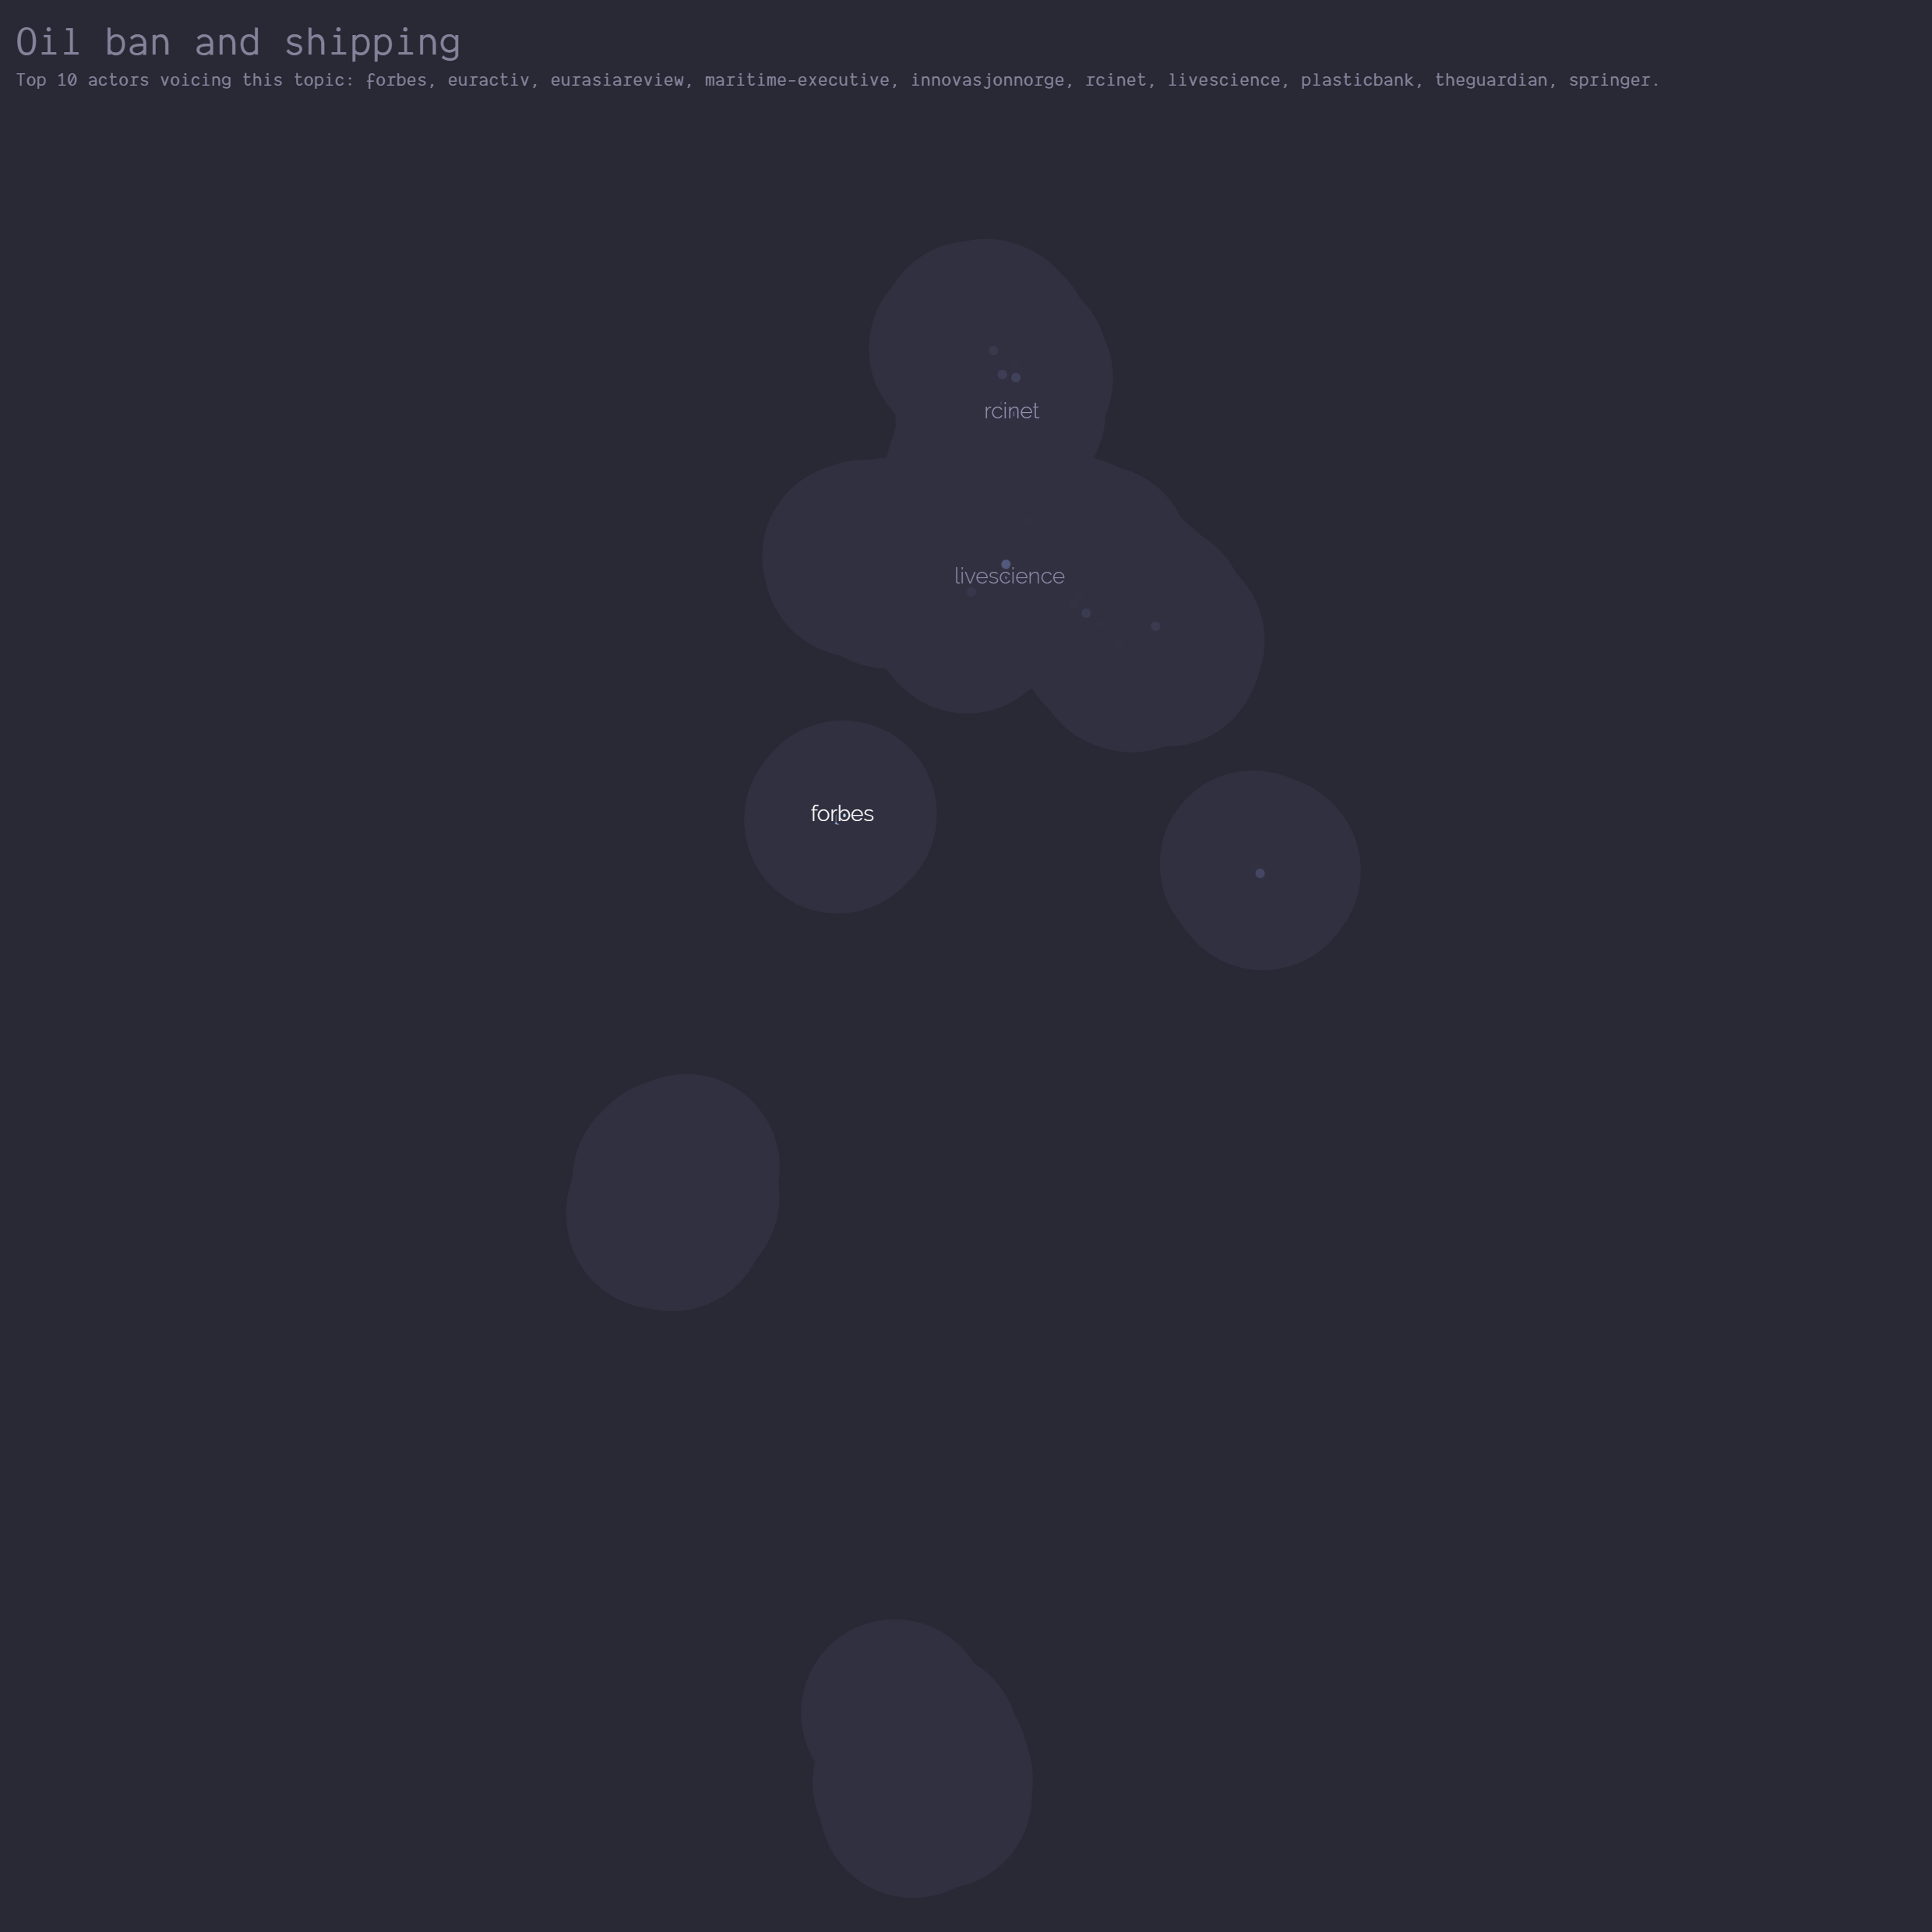 Oil ban and shipping
Top 10 actors voicing this topic: forbes, euractiv, eurasiareview, maritime-executive, innovasjonnorge, rcinet, livescience, plasticbank, theguardian, springer.
rcinet
livescience
forbes